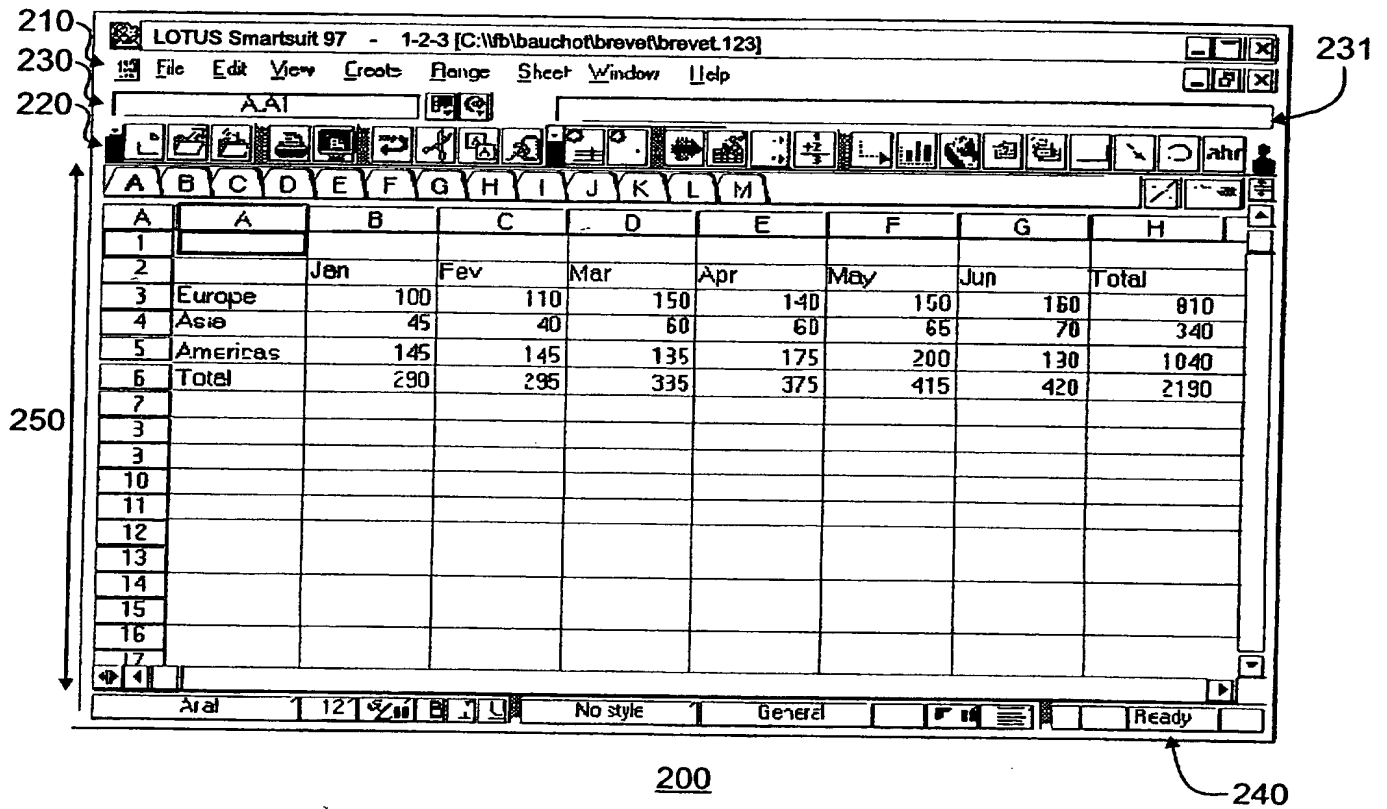 210
LOTUS Smartsuit 97 - 1-2-3 [C:\\fb\bauchot\brevet\brevet.123]
231
230
File Edit View Create Range Sheet Window Help
220
A:A1
abc
A B C D E F G H I J K L M
A A B C D E F G H
1
2 Jan Fev Mar Apr May Jun Total
3 Europe 100 110 150 140 150 160 810
4 Asia 45 40 60 60 65 70 340
5 Americas 145 145 135 175 200 130 1040
6 Total 290 295 335 375 415 420 2190
7
250
10
11
12
13
14
15
16
17
Arial 12 B I U No style General Ready
200
240